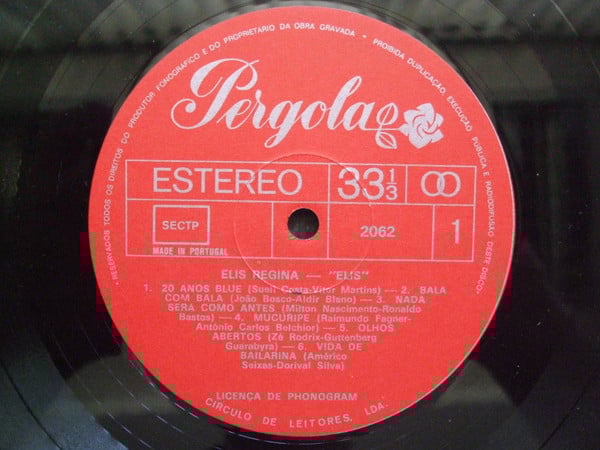 • RESERVADOS TODOS OS DIREITOS DO PRODUTOR FONOGRÁFICO E DO PROPRIETARIO DA OBRA GRAVADA • PROIBIDA DUPLICAÇÃO, EXECUÇÃO PUBLICA E RADIODIFUSÃO DESTE DISCO •
Pergola
ESTEREO 33 1/3
SECTP 2062 1
MADE IN PORTUGAL
ELIS REGINA — "ELIS"
1. 20 ANOS BLUE (Sueli Costa-Vitor Martins) — 2. BALA
COM BALA (João Bosco-Aldir Blano) — 3. NADA
SERÁ COMO ANTES (Milton Nascimento-Ronaldo
Bastos) — 4. MUCURIPE (Raimundo Fagner-
António Carlos Belchior) — 5. OLHOS
ABERTOS (Zé Rodrix-Guttenberg
Guarabyra) — 6. VIDA DE
BAILARINA (Américo
Seixas-Dorival Silva)
LICENÇA DE PHONOGRAM
CÍRCULO DE LEITORES, LDA.